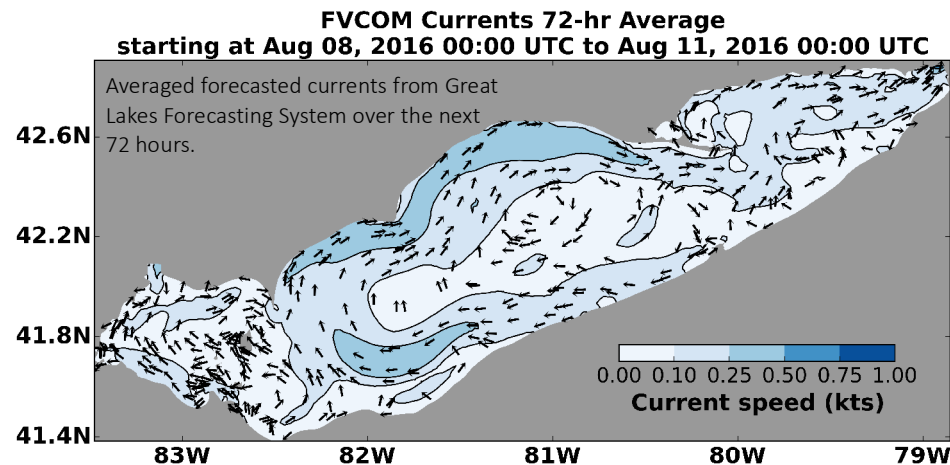 FVCOM Currents 72-hr Average
starting at Aug 08, 2016 00:00 UTC to Aug 11, 2016 00:00 UTC
Averaged forecasted currents from Great
Lakes Forecasting System over the next
72 hours.
42.6N
42.2N
41.8N
41.4N
0.00 0.10 0.25 0.50 0.75 1.00
Current speed (kts)
83W 82W 81W 80W 79W